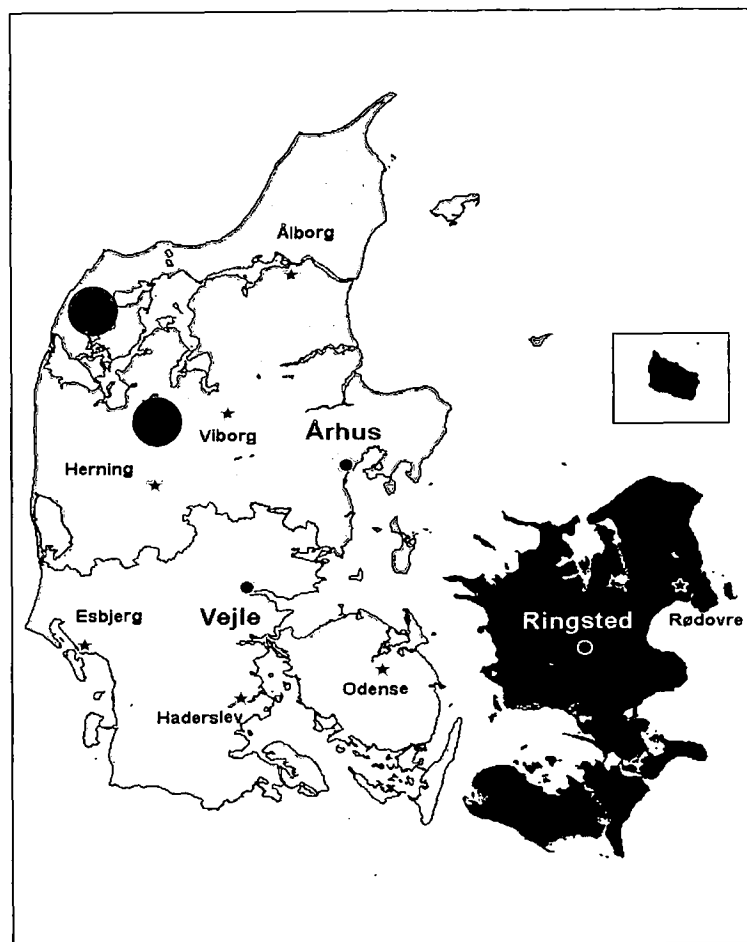 Ålborg
Viborg
Århus
Herning
Esbjerg
Vejle
Ringsted
Rødovre
Odense
Haderslev